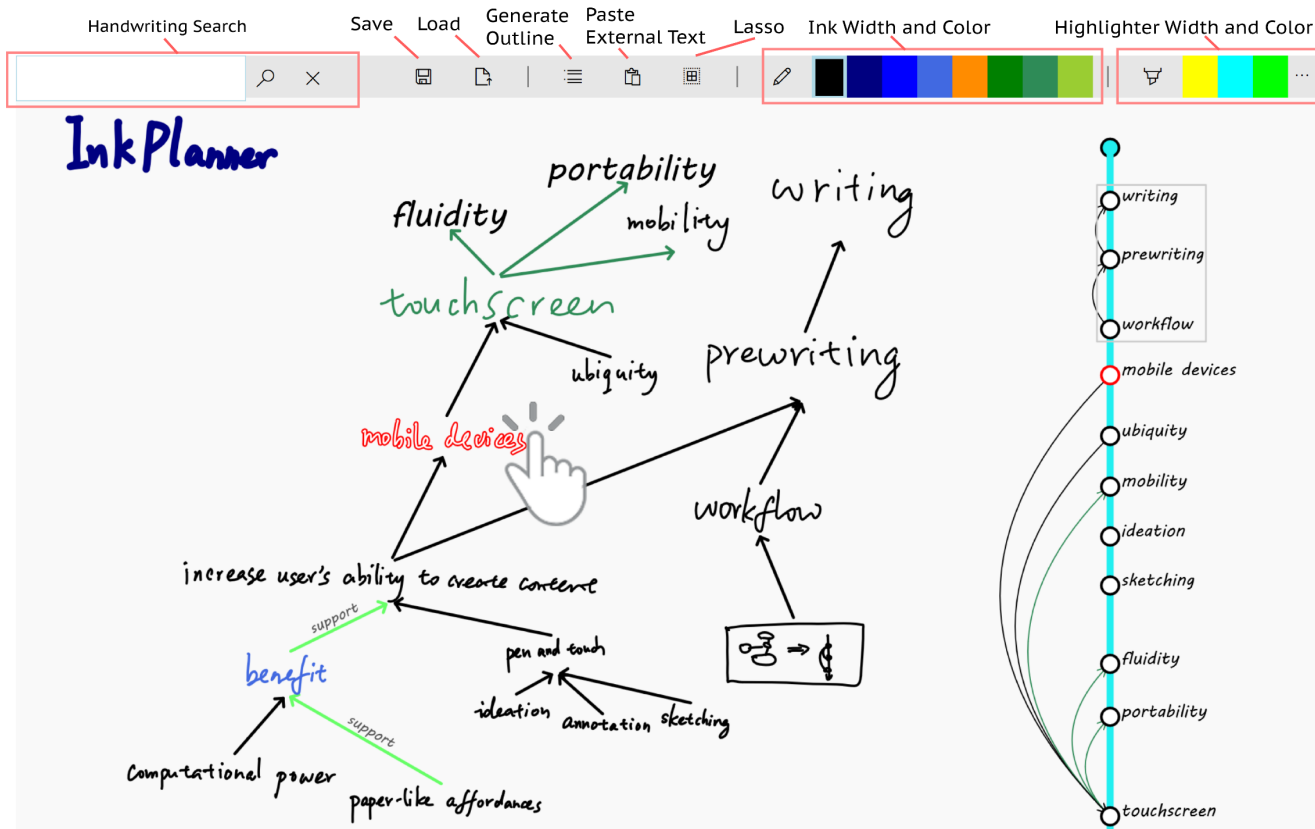 Handwriting Search
Save
Load
Generate
Outline
Paste
External Text
Lasso
Ink Width and Color
Highlighter Width and Color
...
InkPlanner
portability
writing
fluidity
mobility
touchscreen
prewriting
ubiquity
mobile devices
workflow
increase user's ability to create content
support
pen and touch
benefit
ideation
annotation
sketching
support
computational power
paper-like affordances
writing
prewriting
workflow
mobile devices
ubiquity
mobility
ideation
sketching
fluidity
portability
touchscreen